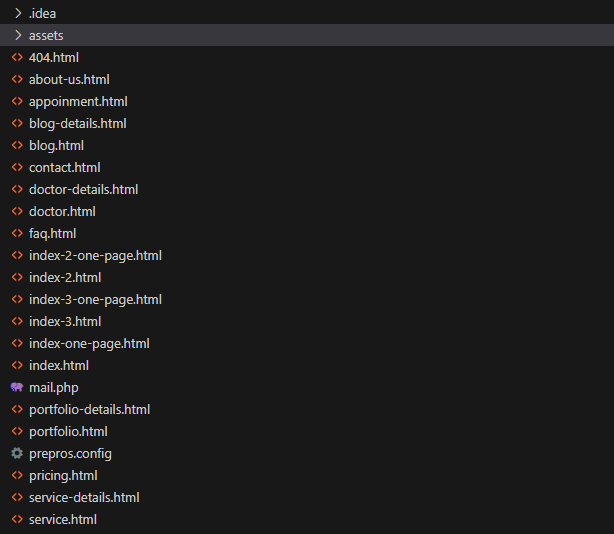 .idea
assets
404.html
about-us.html
appoinment.html
blog-details.html
blog.html
contact.html
doctor-details.html
doctor.html
faq.html
index-2-one-page.html
index-2.html
index-3-one-page.html
index-3.html
index-one-page.html
index.html
mail.php
portfolio-details.html
portfolio.html
prepros.config
pricing.html
service-details.html
service.html